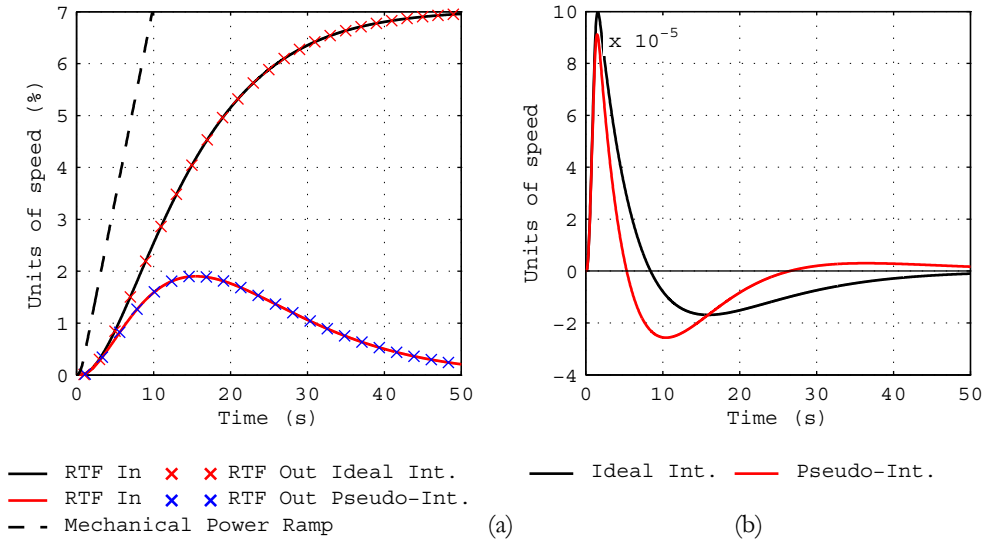 7
6
5
4
3
2
1
0
Units of speed (%)
0 10 20 30 40 50
Time (s)
10
8
6
4
2
0
−2
−4
x 10-5
Units of speed
0 10 20 30 40 50
Time (s)
RTF In RTF Out Ideal Int.
RTF In RTF Out Pseudo-Int.
Mechanical Power Ramp
(a)
Ideal Int. Pseudo-Int.
(b)